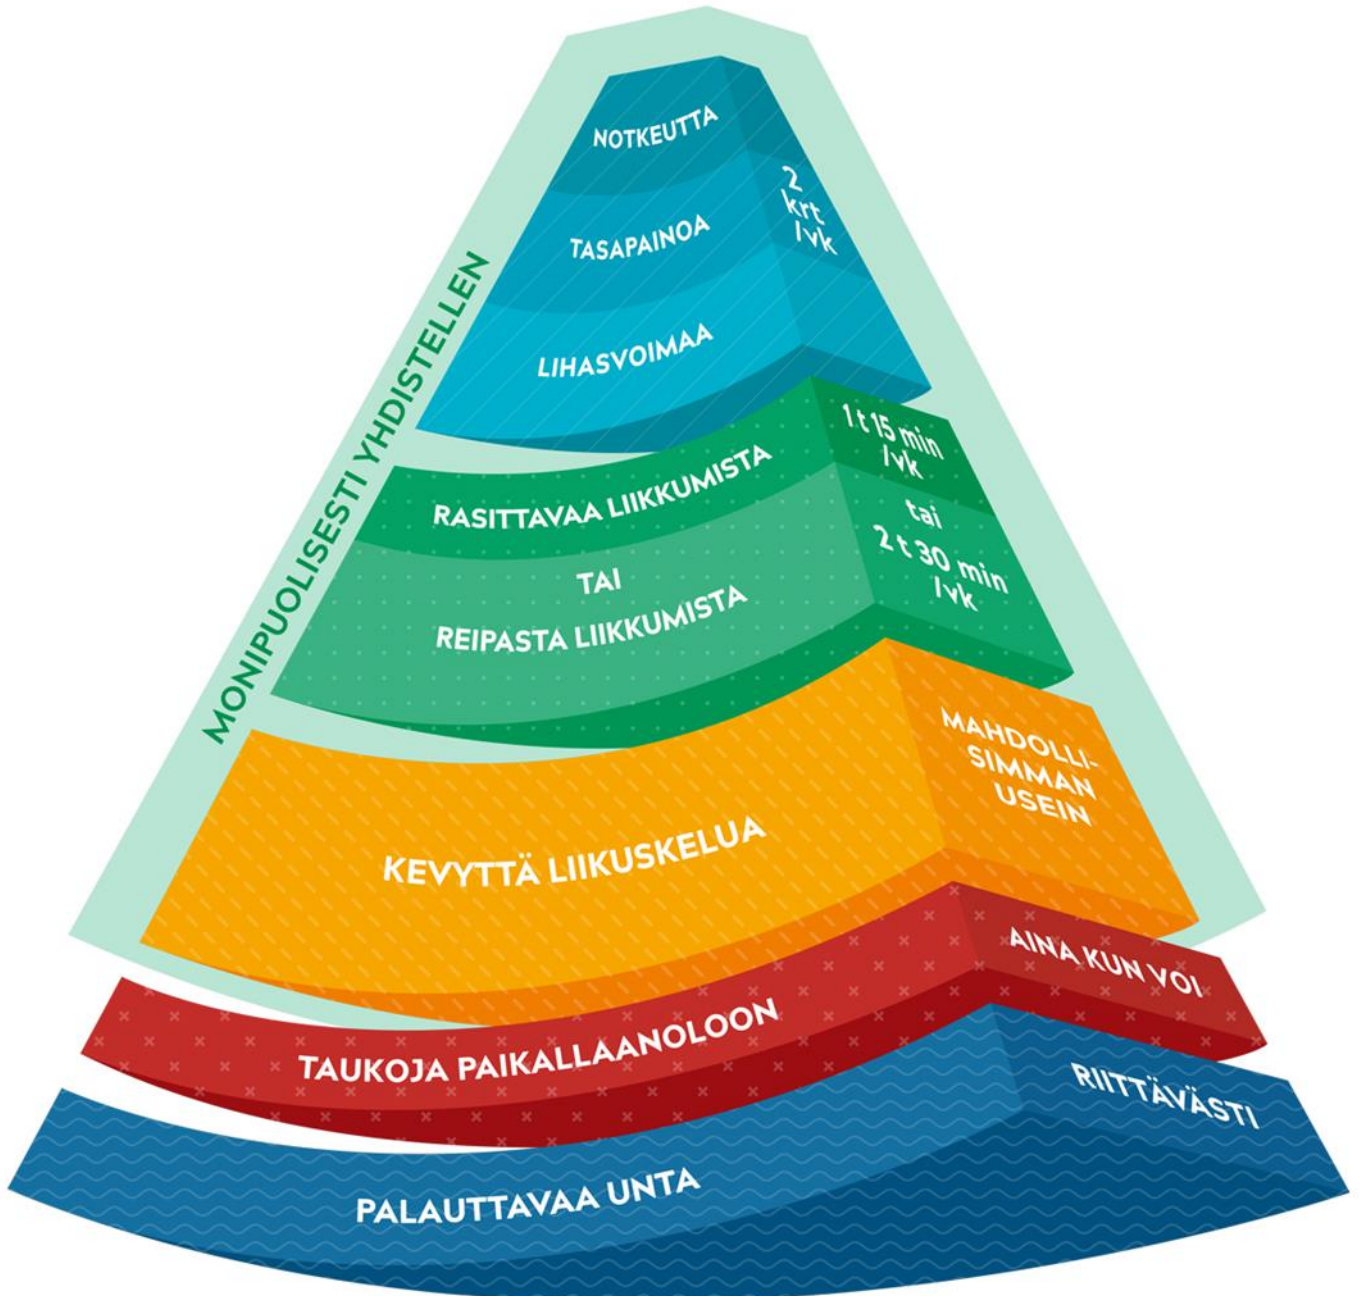 NOTKEUTTA
TASAPAINOA
LIHASVOIMAA
2
krt
/vk
MONIPUOLISESTI YHDISTELLEN
RASITTAVAA LIIKKUMISTA
1 t 15 min
/vk
TAI
REIPASTA LIIKKUMISTA
tai
2 t 30 min
/vk
KEVYTTÄ LIIKUSKELUA
MAHDOLLI-
SIMMAN
USEIN
TAUKOJA PAIKALLAANOLOON
AINA KUN VOI
PALAUTTAVAA UNTA
RIITTÄVÄSTI